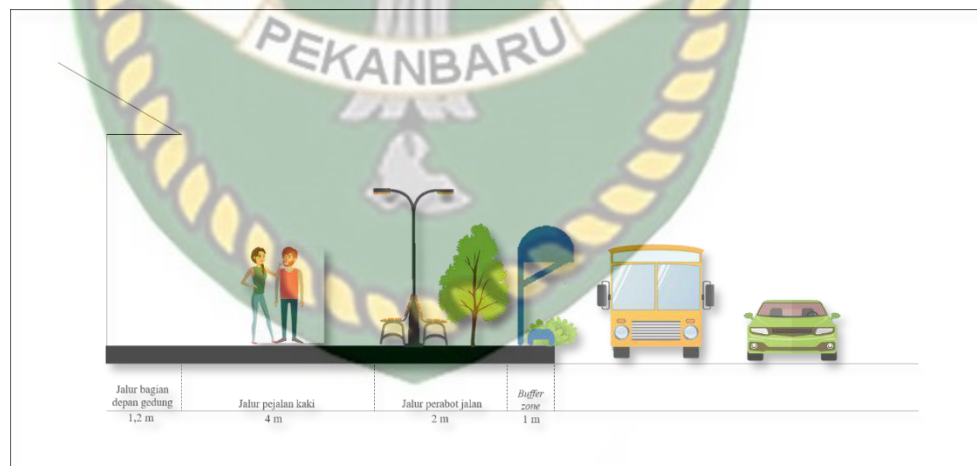 PEKANBARU
Jalur bagian
depan gedung
1,2 m
Jalur pejalan kaki
4 m
Jalur perabot jalan
2 m
Buffer
zone
1 m